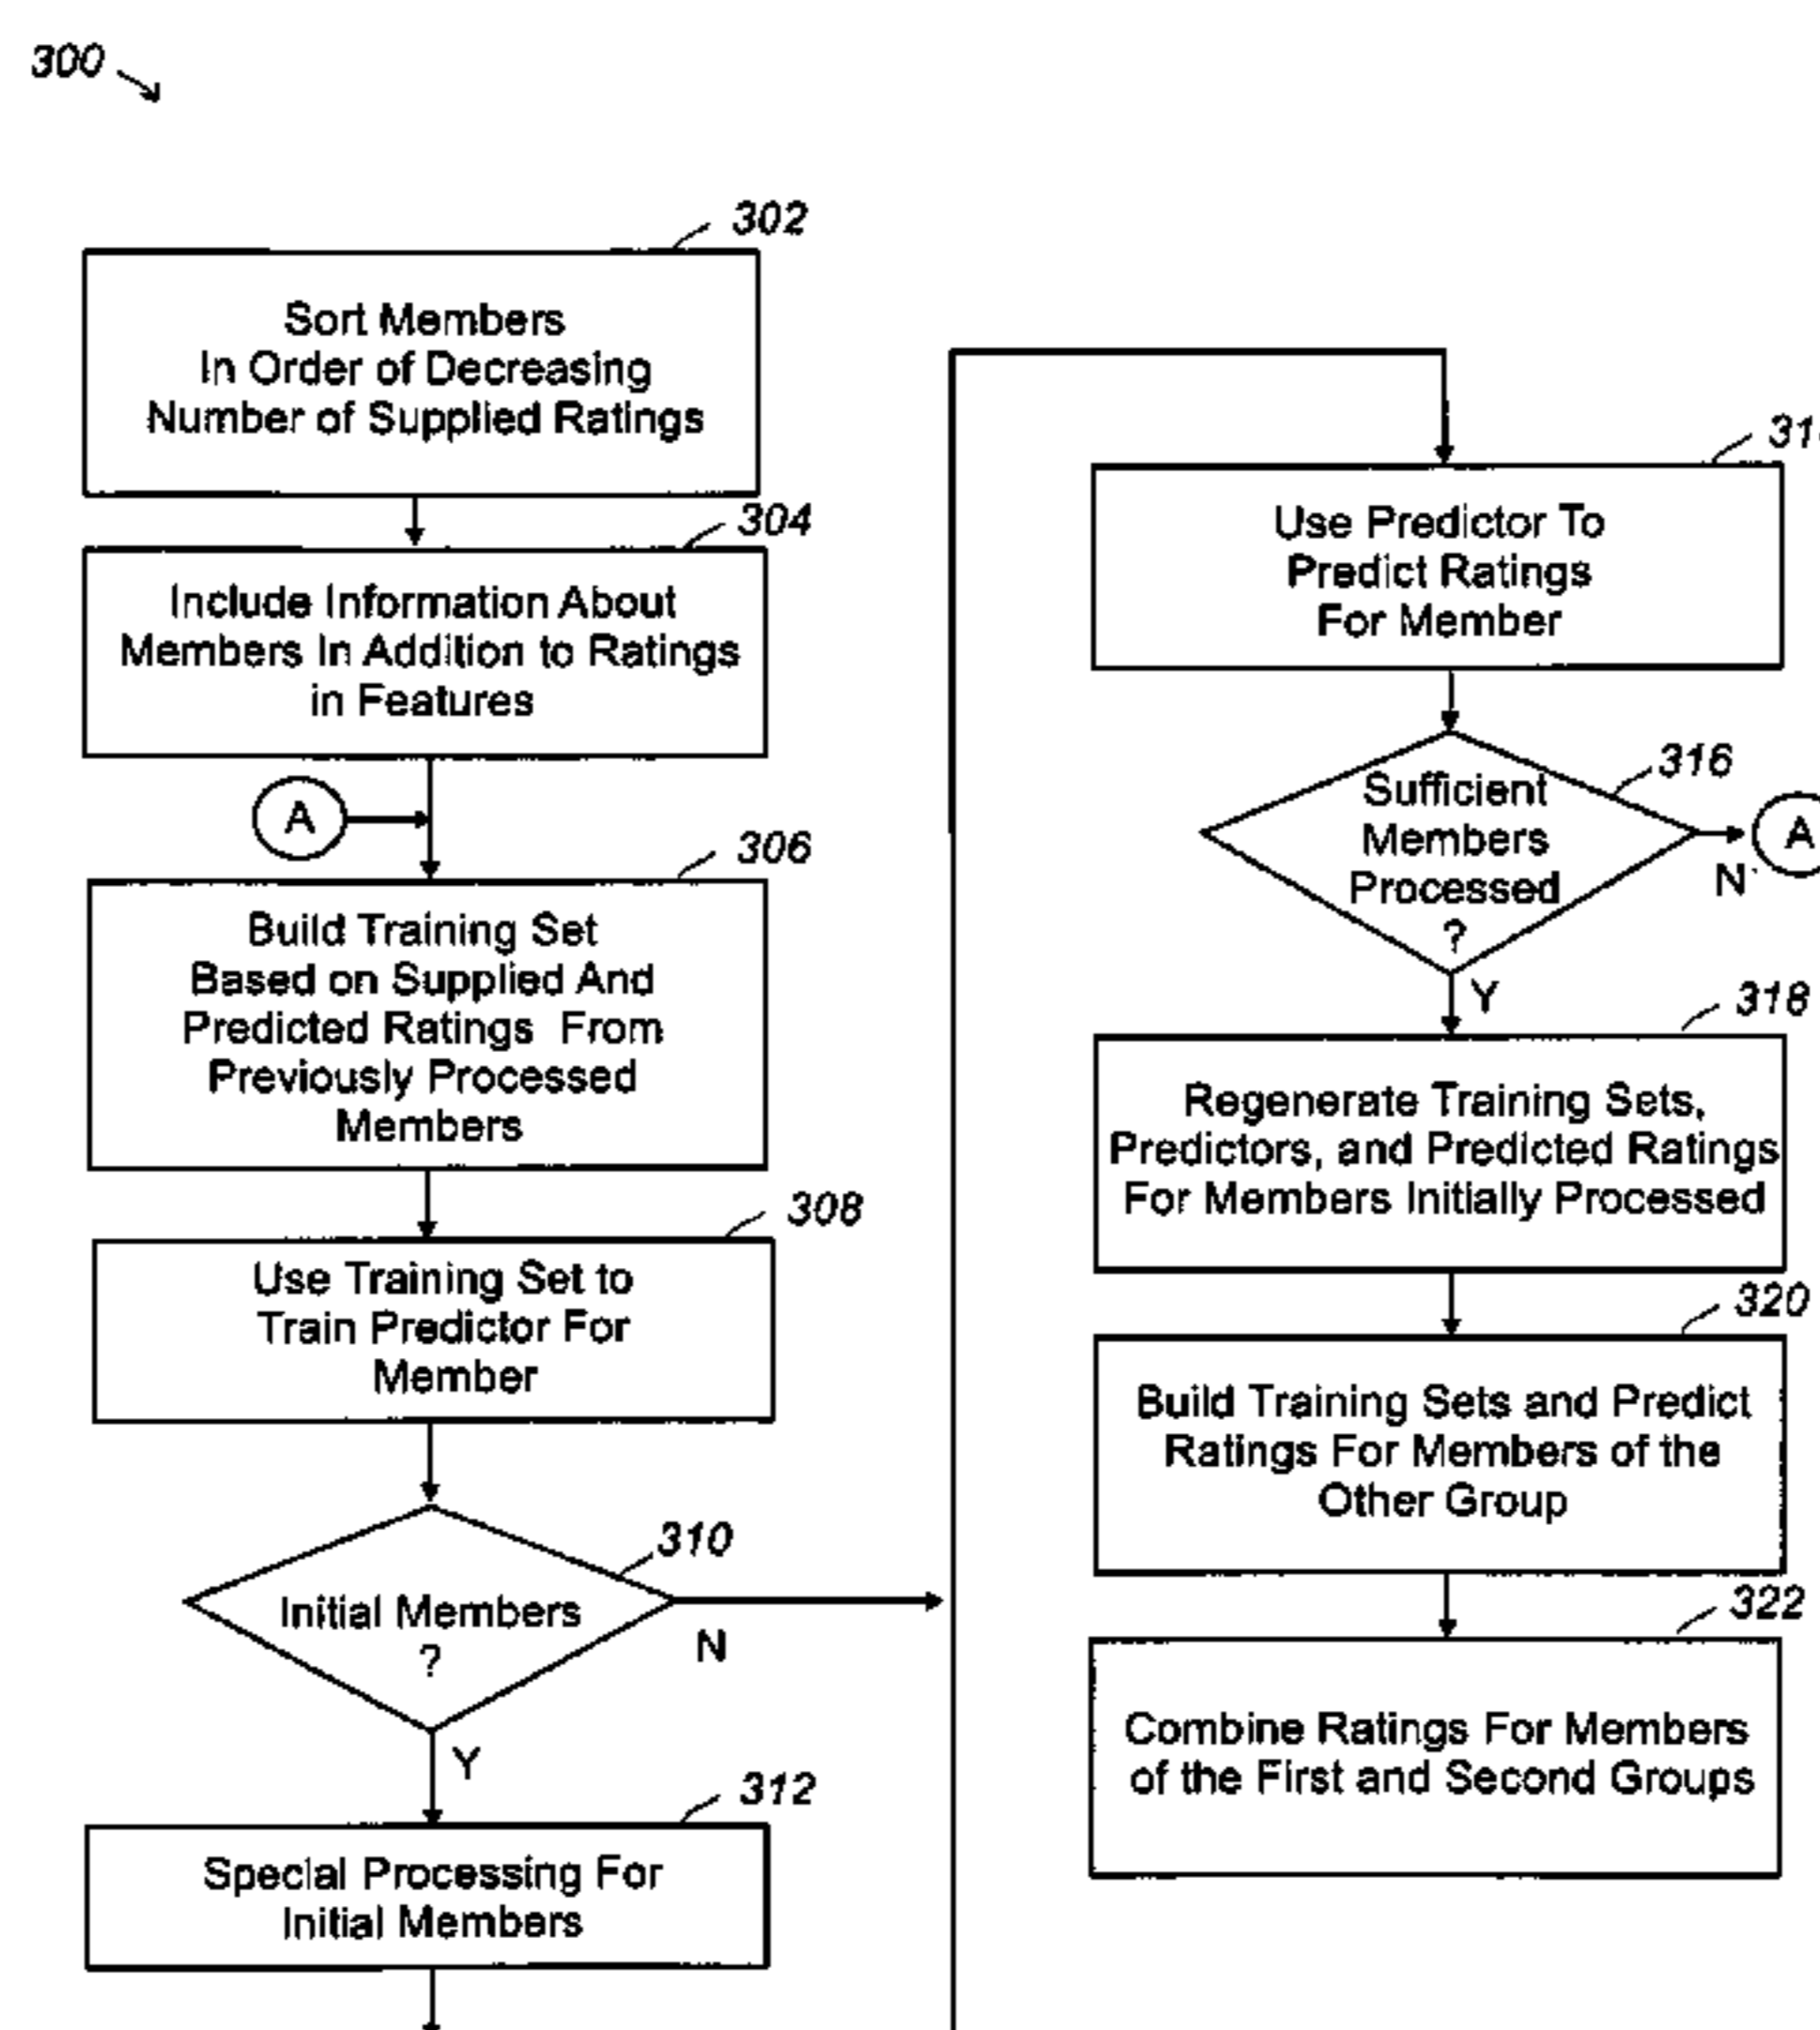 300
302
Sort Members
In Order of Decreasing
Number of Supplied Ratings
304
Include Information About
Members In Addition to Ratings
in Features
A
306
Build Training Set
Based on Supplied And
Predicted Ratings From
Previously Processed
Members
308
Use Training Set to
Train Predictor For
Member
310
Initial Members
?
N
Y
312
Special Processing For
Initial Members
Use Predictor To
Predict Ratings
For Member
316
Sufficient
Members
Processed
?
A
N
Y
318
Regenerate Training Sets,
Predictors, and Predicted Ratings
For Members Initially Processed
320
Build Training Sets and Predict
Ratings For Members of the
Other Group
322
Combine Ratings For Members
of the First and Second Groups